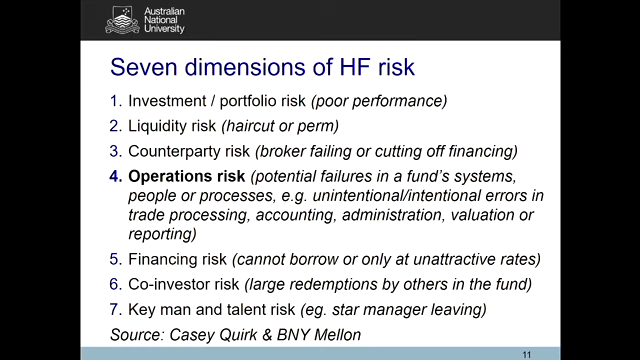 Australian
National
University
Seven dimensions of HF risk
1. Investment / portfolio risk (poor performance)
2. Liquidity risk (haircut or perm)
3. Counterparty risk (broker failing or cutting off financing)
4. Operations risk (potential failures in a fund's systems,
people or processes, e.g. unintentional/intentional errors in
trade processing, accounting, administration, valuation or
reporting)
5. Financing risk (cannot borrow or only at unattractive rates)
6. Co-investor risk (large redemptions by others in the fund)
7. Key man and talent risk (eg. star manager leaving)
Source: Casey Quirk & BNY Mellon
11